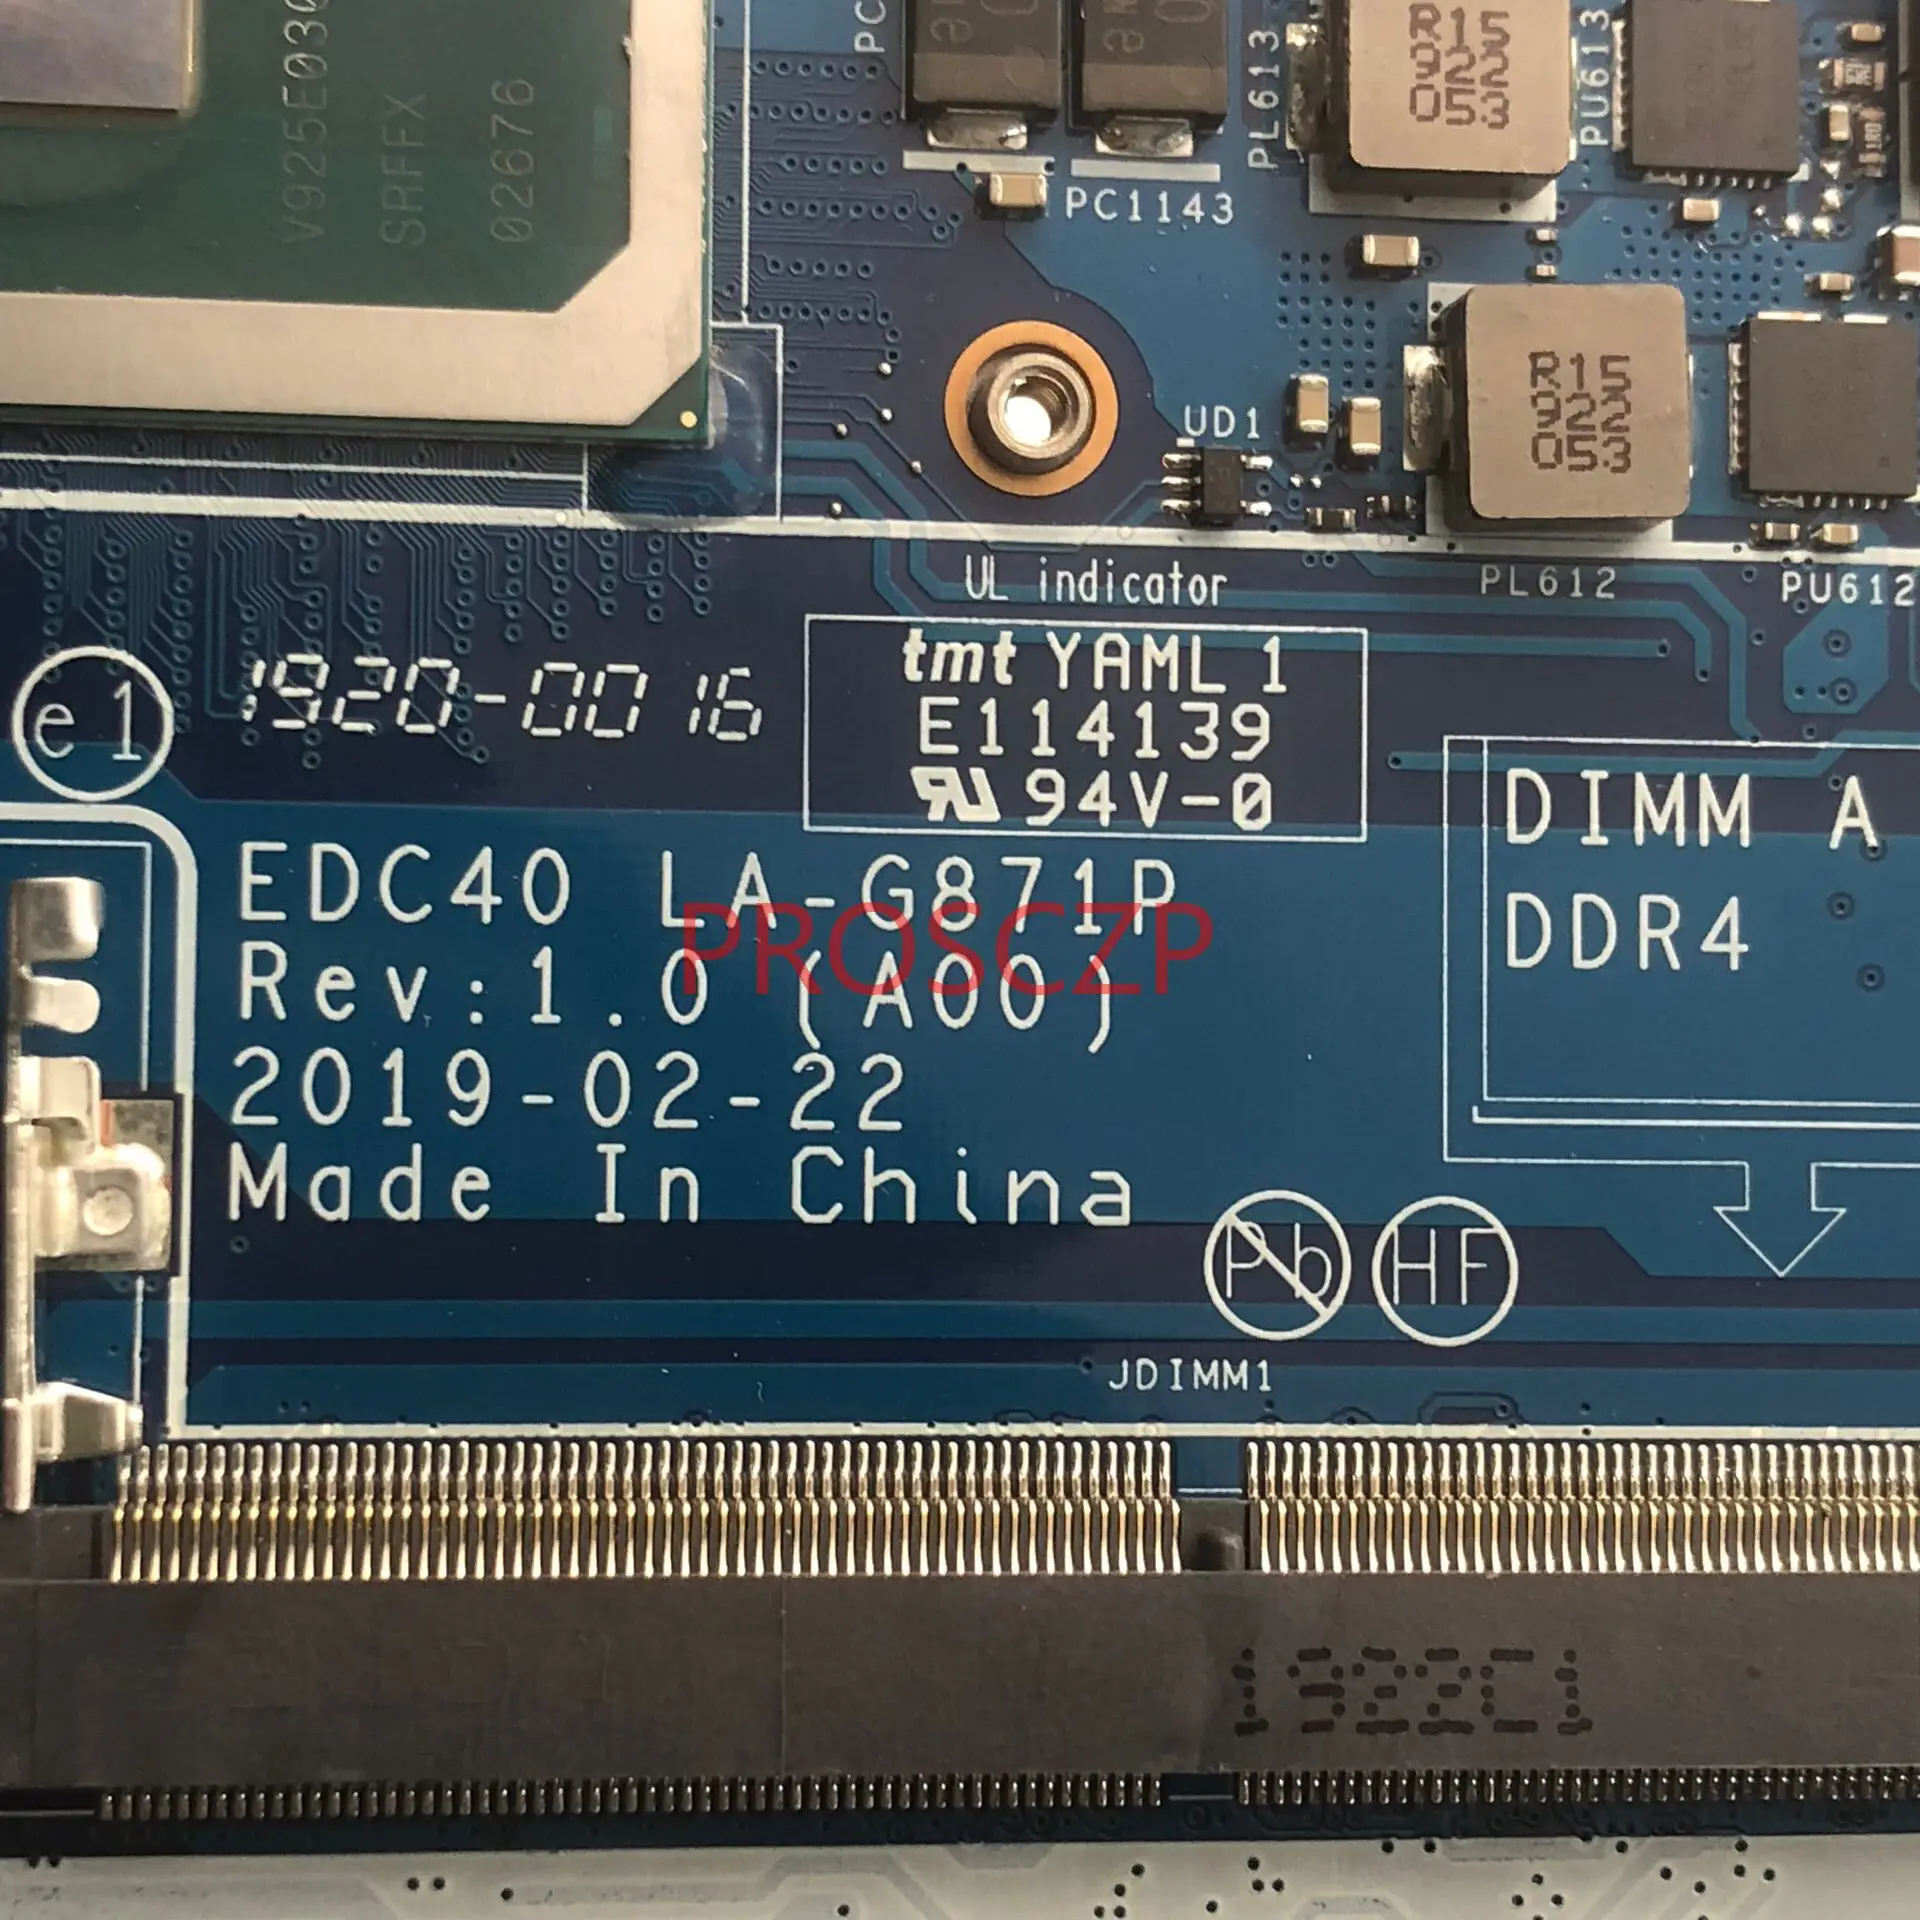 V925E030
SRFFX
02676
PC
PC1143
PL613
R15
922
053
PU613
UD1
R15
922
053
PL612
PU612
UL indicator
e1
1920-0016
tmt YAML 1
E114139
94V-0
DIMM A
DDR4
EDC40 LA-G871P
Rev:1.0 (A00)
2019-02-22
Made In China
PROSCZP
Pb
HF
JDIMM1
1922C1